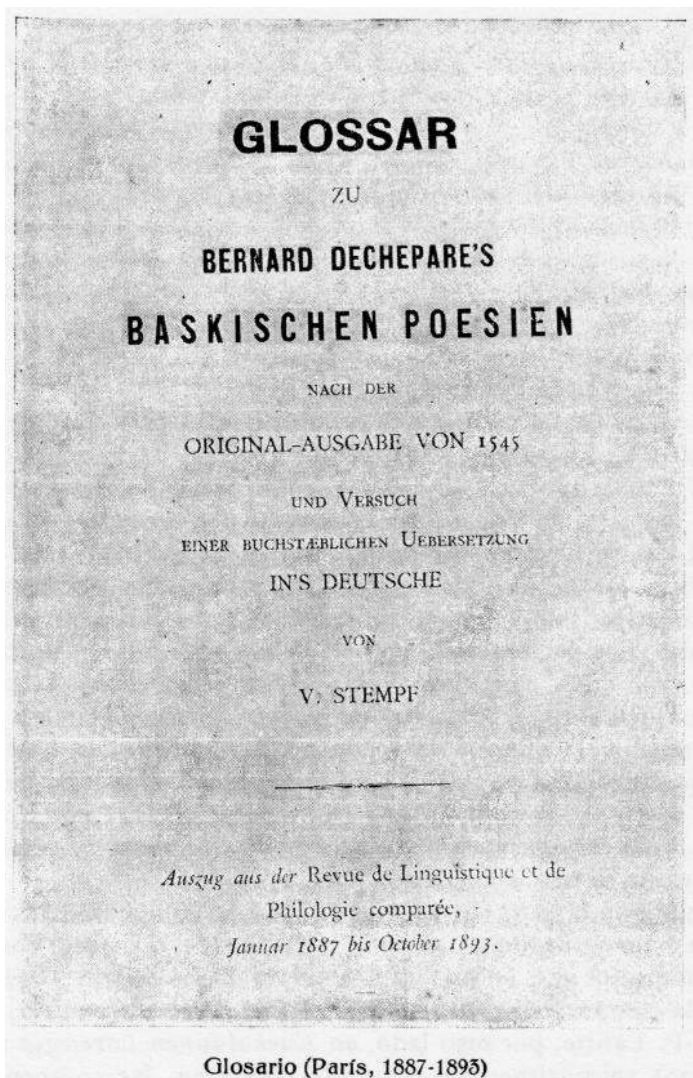 GLOSSAR
ZU
BERNARD DECHEPARE'S
BASKISCHEN POESIEN
NACH DER
ORIGINAL-AUSGABE VON 1545
UND VERSUCH
EINER BUCHSTÆBLICHEN UEBERSETZUNG
IN'S DEUTSCHE
VON
V. STEMPF
Auszug aus der Revue de Linguistique et de
Philologie comparée,
Januar 1887 bis October 1893.
Glosario (París, 1887-1893)